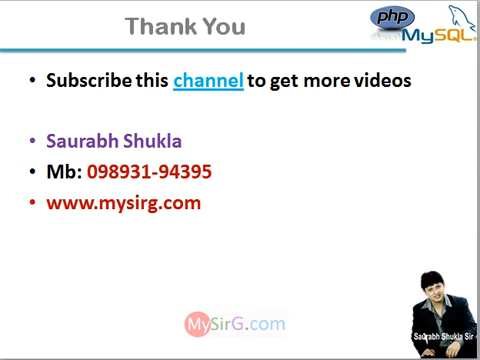 Thank You
php
MySQL
• Subscribe this channel to get more videos
• Saurabh Shukla
• Mb: 098931-94395
• www.mysirg.com
MySirG.com
Saurabh Shukla Sir